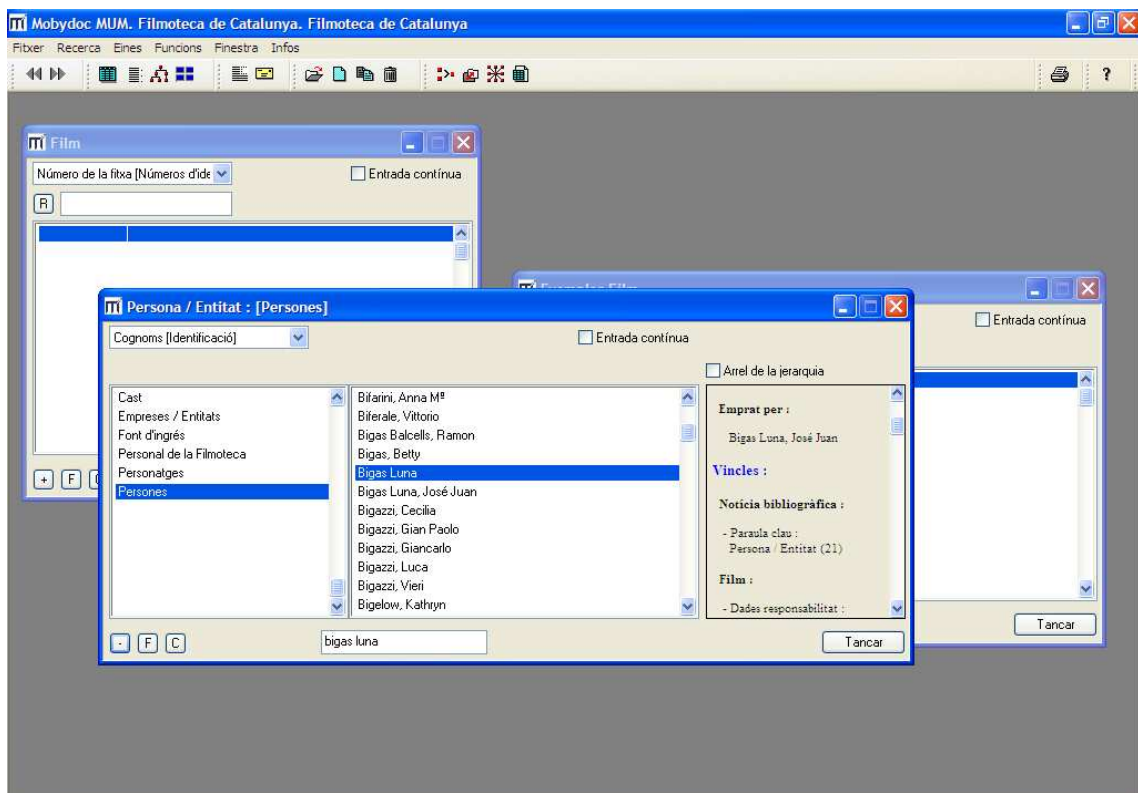 Mobydoc MUM. Filmoteca de Catalunya. Filmoteca de Catalunya
Fitxer Recerca Eines Funcions Finestra Infos
?
Film
Número de la fitxa [Números d'ide
Entrada contínua
R
+ F
Exemples Film
Entrada contínua
Tancar
Persona / Entitat : [Persones]
Cognoms [Identificació]
Entrada contínua
Arrel de la jerarquia
Cast
Empreses / Entitats
Font d'ingrés
Personal de la Filmoteca
Personatges
Persones
Bifarini, Anna Mª
Biferale, Vittorio
Bigas Balcells, Ramon
Bigas, Betty
Bigas Luna
Bigas Luna, José Juan
Bigazzi, Cecilia
Bigazzi, Gian Paolo
Bigazzi, Giancarlo
Bigazzi, Luca
Bigazzi, Vieri
Bigelow, Kathryn
Emprat per :
Bigas Luna, José Juan
Vincles :
Notícia bibliogràfica :
- Paraula clau :
Persona / Entitat (21)
Film :
- Dades responsabilitat :
- F C
bigas luna
Tancar